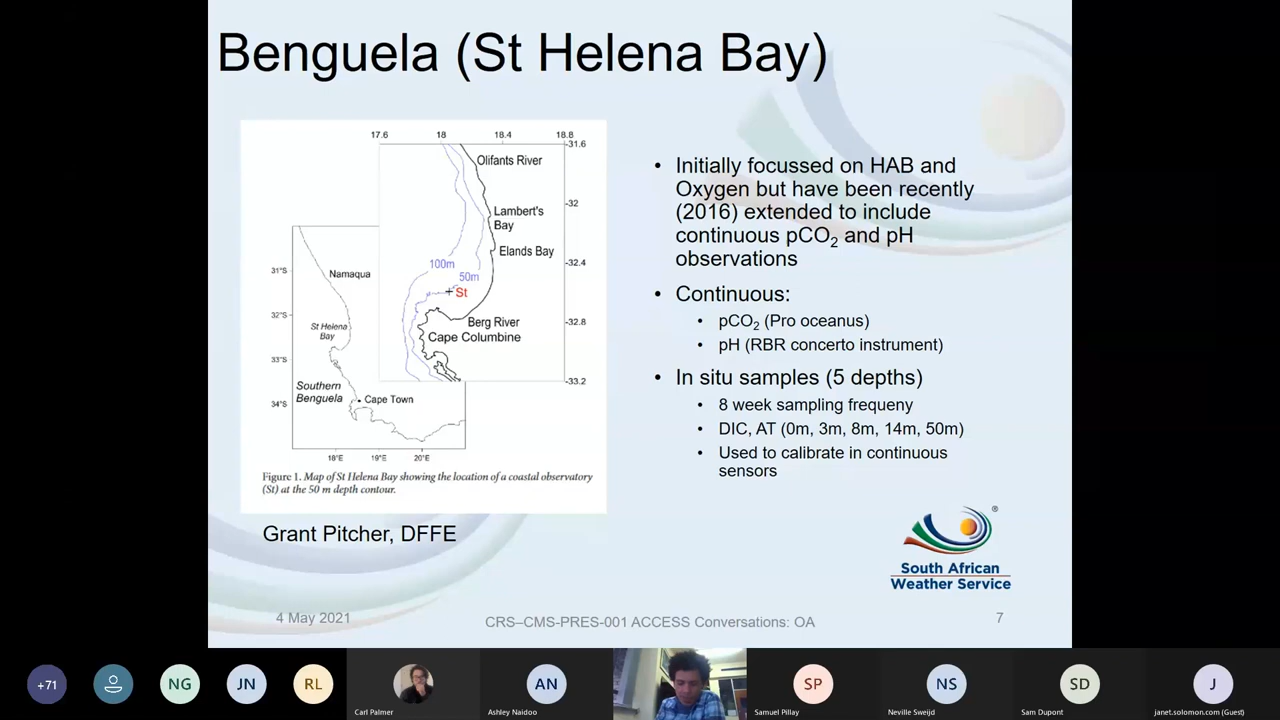 Benguela (St Helena Bay)
17.6 18 18.4 18.8
-31.6
Olifants River
-32
Lambert's
Bay
Elands Bay
-32.4
100m
50m
St
Berg River
-32.8
Cape Columbine
-33.2
31°S
Namaqua
32°S
St Helena
Bay
33°S
Southern
Benguela
34°S
Cape Town
18°E 19°E 20°E
Figure 1. Map of St Helena Bay showing the location of a coastal observatory
(St) at the 50 m depth contour.
Grant Pitcher, DFFE
• Initially focussed on HAB and
Oxygen but have been recently
(2016) extended to include
continuous pCO₂ and pH
observations
• Continuous:
• pCO₂ (Pro oceanus)
• pH (RBR concerto instrument)
• In situ samples (5 depths)
• 8 week sampling frequeny
• DIC, AT (0m, 3m, 8m, 14m, 50m)
• Used to calibrate in continuous
sensors
®
South African
Weather Service
4 May 2021
CRS–CMS-PRES-001 ACCESS Conversations: OA
7
+71
NG
JN
RL
Carl Palmer
AN
Ashley Naidoo
SP
Samuel Pillay
NS
Neville Sweijd
SD
Sam Dupont
J
janet.solomon.com (Guest)